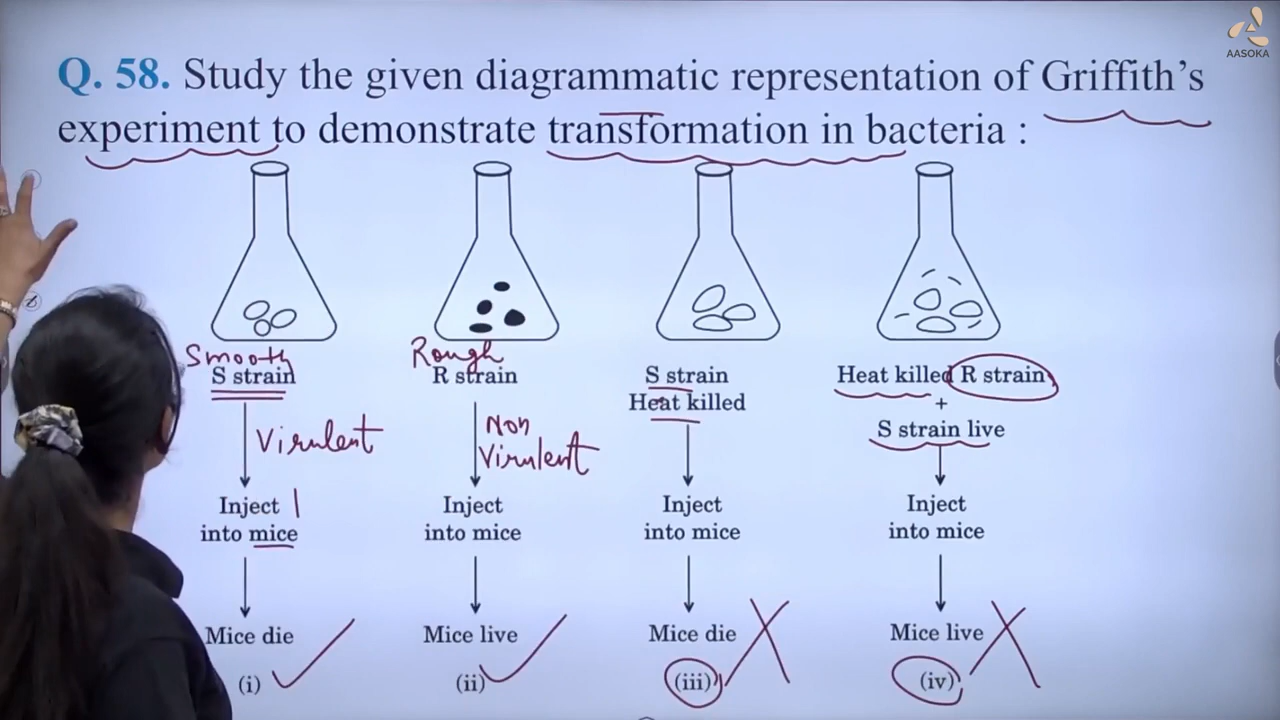 AASOKA
Q. 58. Study the given diagrammatic representation of Griffith's
experiment to demonstrate transformation in bacteria :
Smooth
S strain
Virulent
Inject
into mice
Mice die
(i)
Rough
R strain
Non
Virulent
Inject
into mice
Mice live
(ii)
S strain
Heat killed
Inject
into mice
Mice die
(iii)
Heat killed R strain
+
S strain live
Inject
into mice
Mice live
(iv)